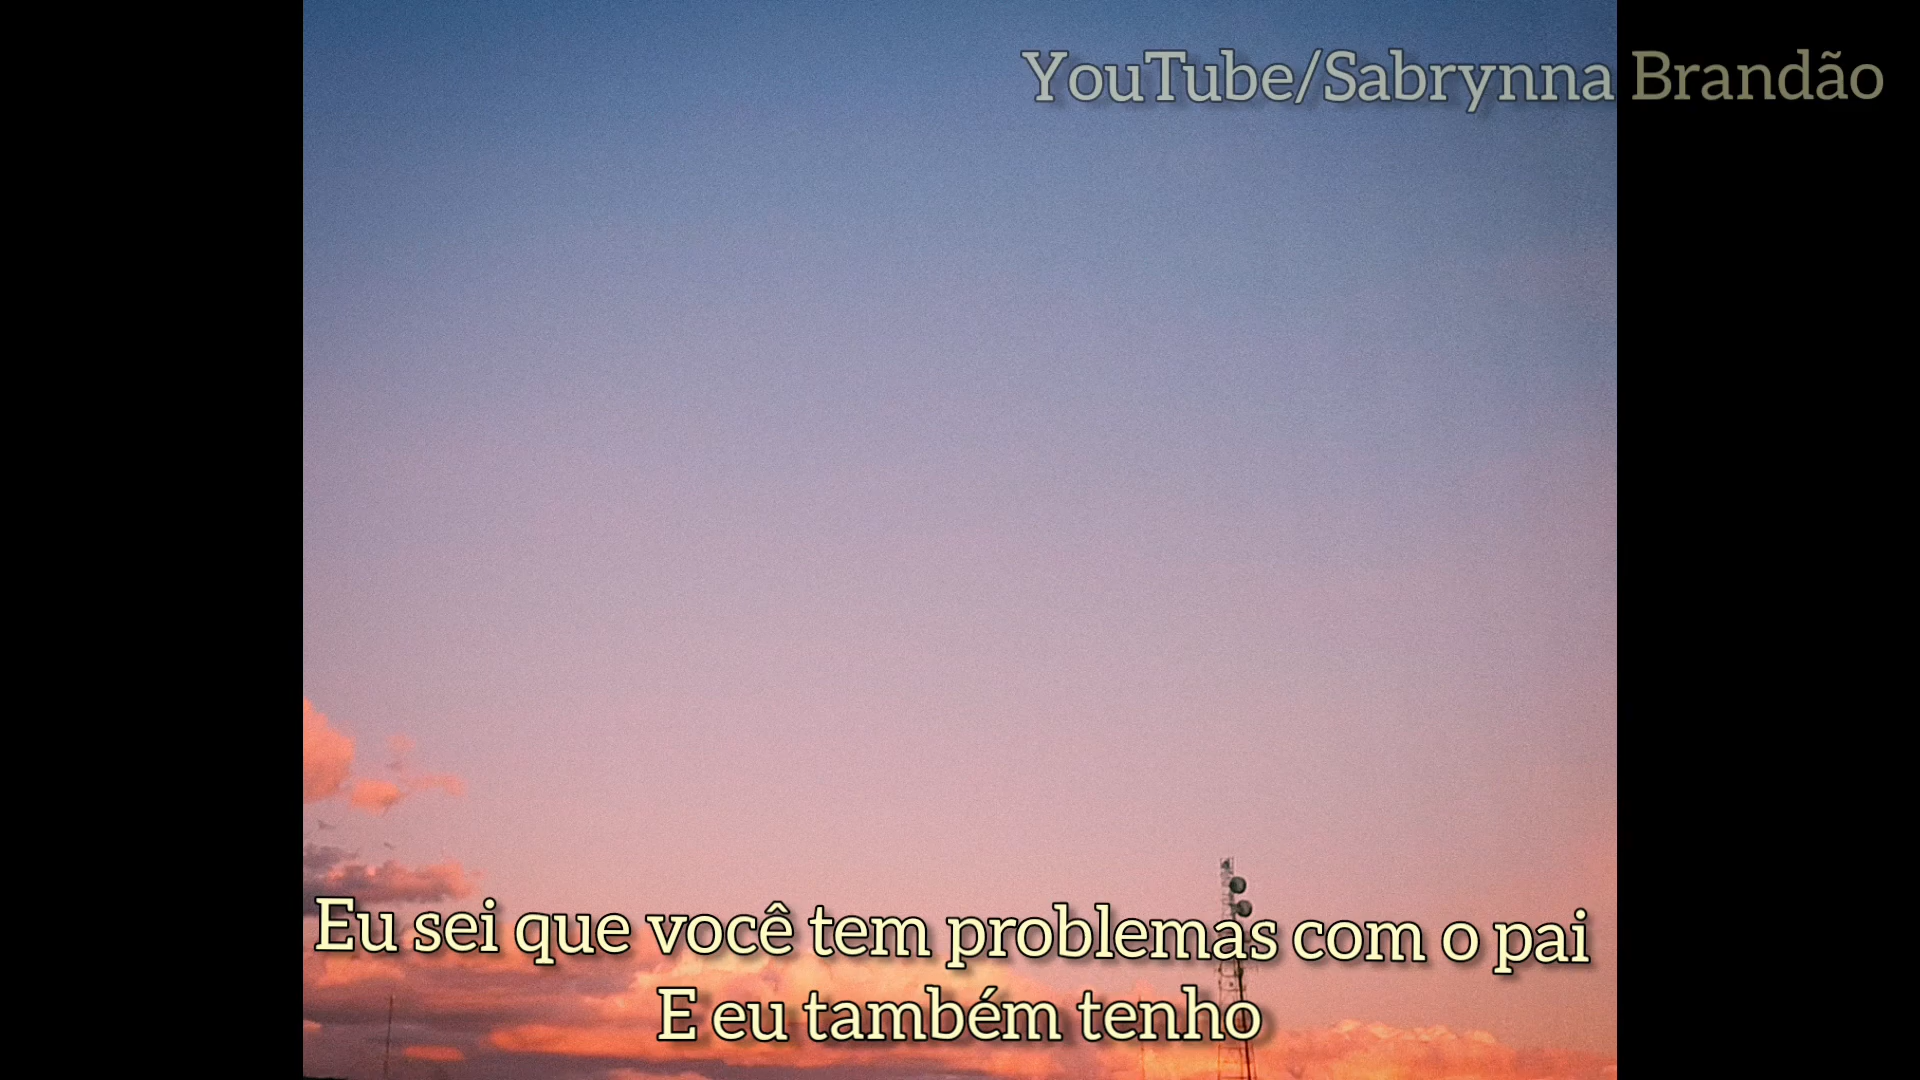 YouTube/Sabrynna Brandão
Eu sei que você tem problemas com o pai
E eu também tenho